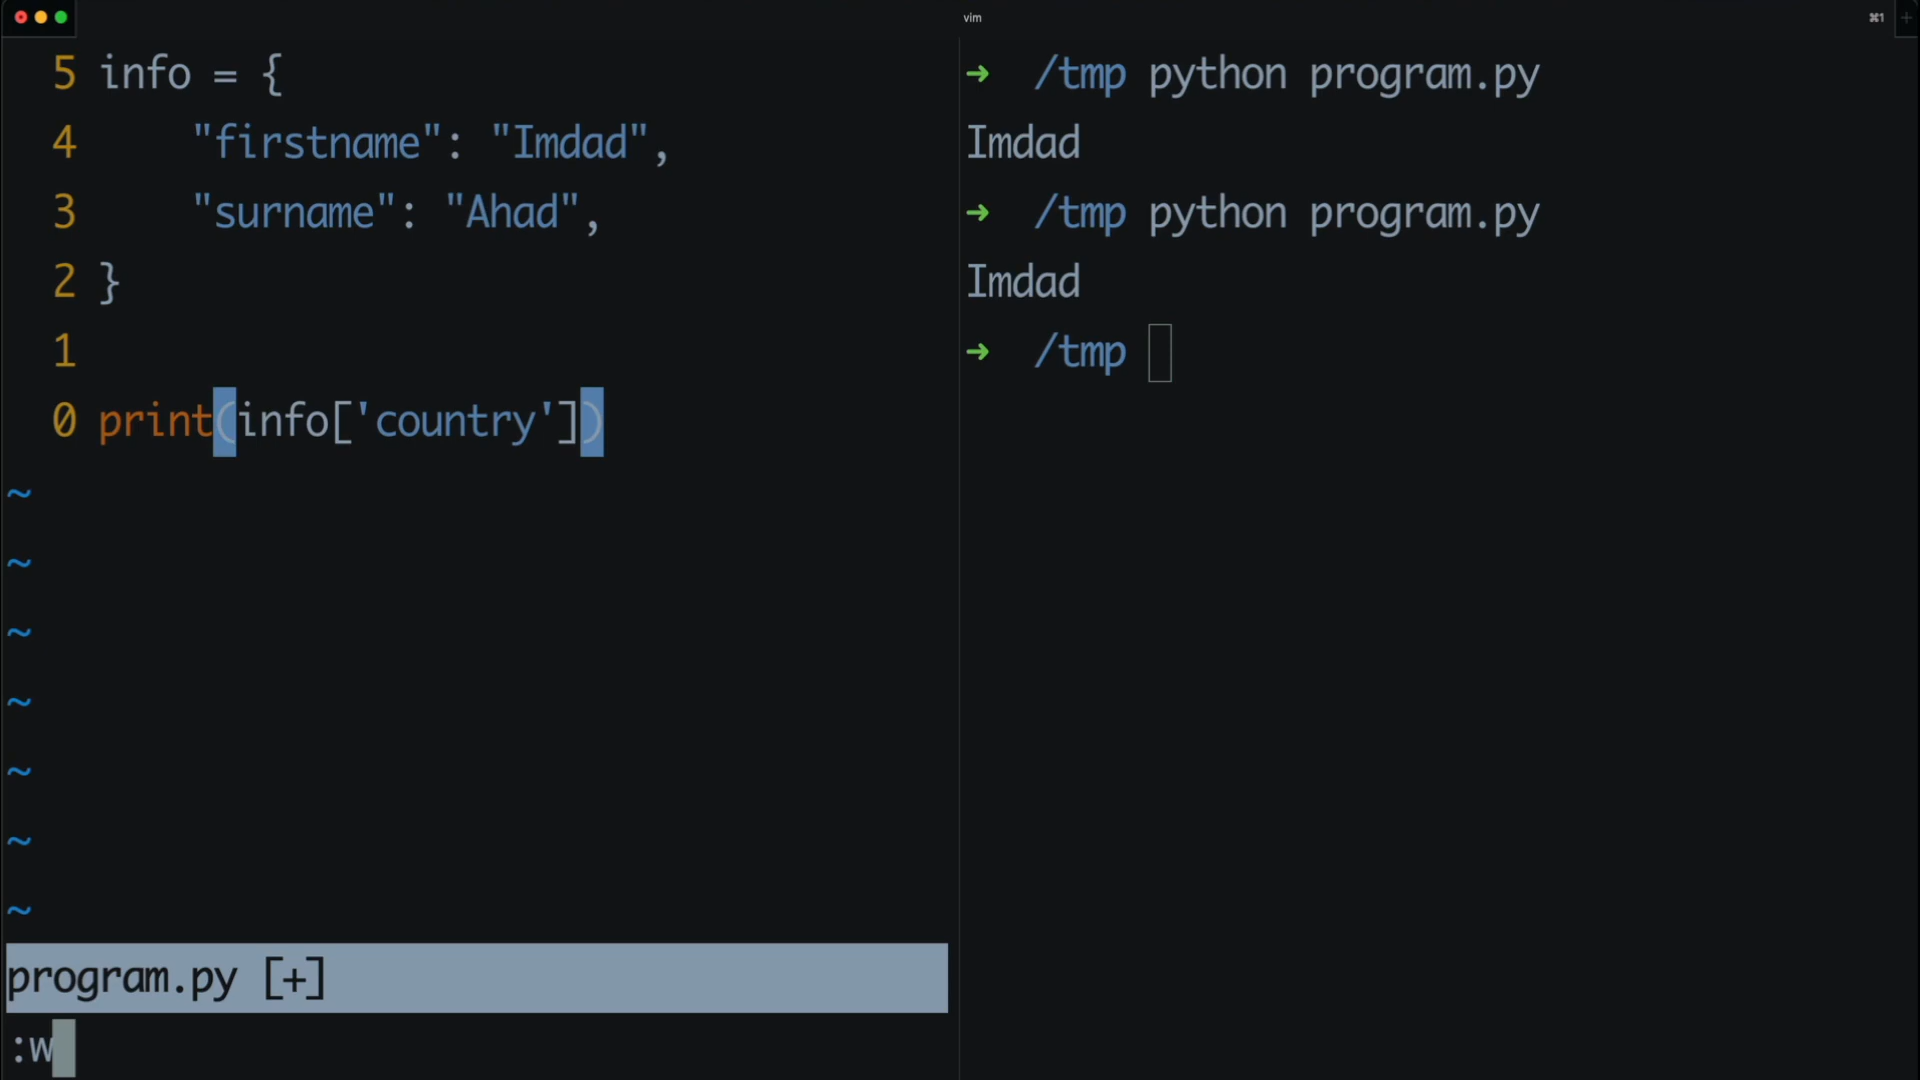 vim
⌘1
+
5 info = {
4     "firstname": "Imdad",
3     "surname": "Ahad",
2 }
1
0 print(info['country'])
~
~
~
~
~
~
~
program.py [+]
:w
➜  /tmp python program.py
Imdad
➜  /tmp python program.py
Imdad
➜  /tmp